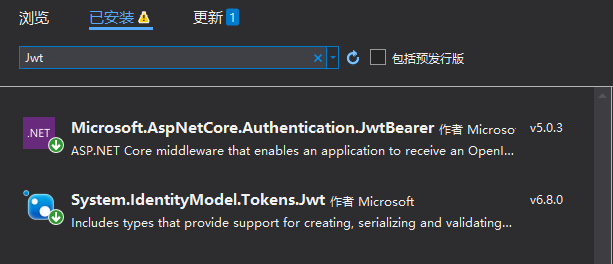 浏览 已安装 更新 1
Jwt 包括预发行版
.NET Microsoft.AspNetCore.Authentication.JwtBearer 作者 Microsof v5.0.3
ASP.NET Core middleware that enables an application to receive an OpenI...
System.IdentityModel.Tokens.Jwt 作者 Microsoft v6.8.0
Includes types that provide support for creating, serializing and validating...